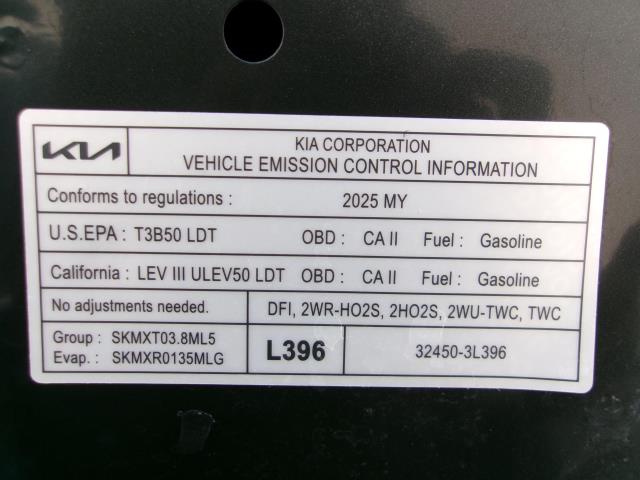 KIA
KIA CORPORATION
VEHICLE EMISSION CONTROL INFORMATION
Conforms to regulations : 2025 MY
U.S.EPA : T3B50 LDT OBD : CA II Fuel : Gasoline
California : LEV III ULEV50 LDT OBD : CA II Fuel : Gasoline
No adjustments needed. DFI, 2WR-HO2S, 2HO2S, 2WU-TWC, TWC
Group : SKMXT03.8ML5
Evap. : SKMXR0135MLG
L396
32450-3L396